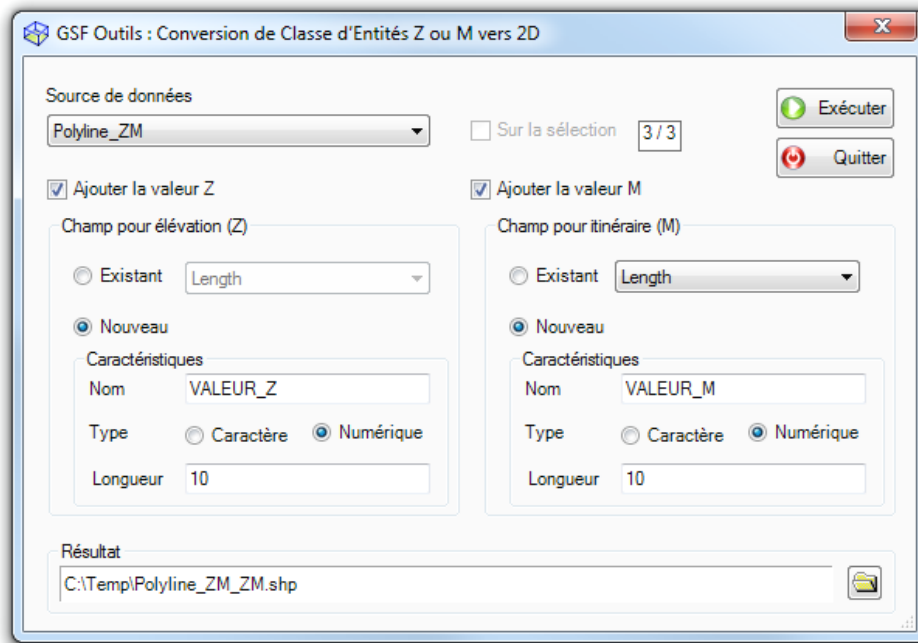 GSF Outils : Conversion de Classe d'Entités Z ou M vers 2D
Source de données
Polyline_ZM
Sur la sélection
3 / 3
Exécuter
Quitter
Ajouter la valeur Z
Ajouter la valeur M
Champ pour élévation (Z)
Existant
Length
Nouveau
Caractéristiques
Nom
VALEUR_Z
Type
Caractère
Numérique
Longueur
10
Champ pour itinéraire (M)
Existant
Length
Nouveau
Caractéristiques
Nom
VALEUR_M
Type
Caractère
Numérique
Longueur
10
Résultat
C:\Temp\Polyline_ZM_ZM.shp